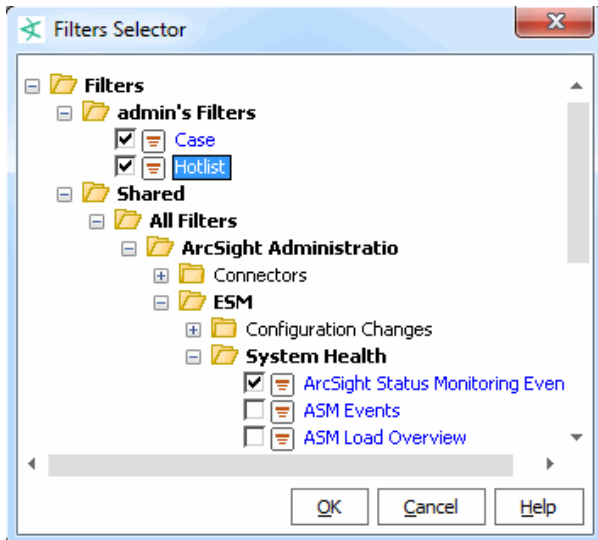 Filters Selector
Filters
admin's Filters
Case
Hotlist
Shared
All Filters
ArcSight Administratio
Connectors
ESM
Configuration Changes
System Health
ArcSight Status Monitoring Even
ASM Events
ASM Load Overview
OK Cancel Help